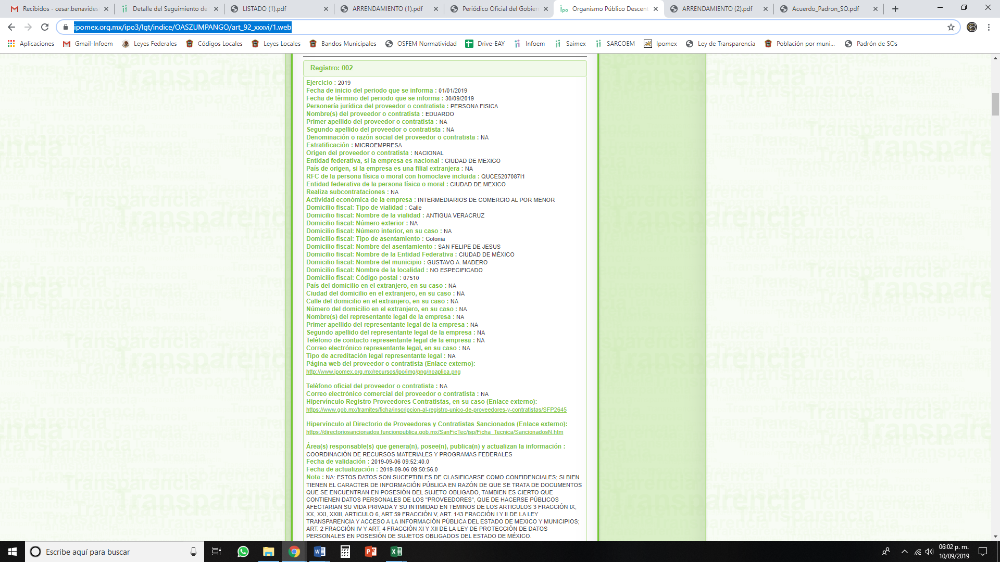 Recibidos - cesar.benavides
Detalle del Seguimiento de
LISTADO (1).pdf
ARRENDAMIENTO (1).pdf
Periódico Oficial del Gobier
Organismo Público Descent
ARRENDAMIENTO (2).pdf
Acuerdo_Padron_SO.pdf
ipomex.org.mx/ipo3/lgt/indice/OASZUMPANGO/art_92_xxxvi/1.web
Aplicaciones
Gmail-Infoem
Leyes Federales
Códigos Locales
Leyes Locales
Bandos Municipales
OSFEM Normatividad
Drive-EAY
Infoem
Saimex
SARCOEM
Ipomex
Ley de Transparencia
Población por muni...
Padrón de SOs
Registro: 002
Ejercicio : 2019
Fecha de inicio del periodo que se informa : 01/01/2019
Fecha de término del periodo que se informa : 30/09/2019
Personería jurídica del proveedor o contratista : PERSONA FISICA
Nombre(s) del proveedor o contratista : EDUARDO
Primer apellido del proveedor o contratista : NA
Segundo apellido del proveedor o contratista : NA
Denominación o razón social del proveedor o contratista : NA
Estratificación : MICROEMPRESA
Origen del proveedor o contratista : NACIONAL
Entidad federativa, si la empresa es nacional : CIUDAD DE MEXICO
País de origen, si la empresa es una filial extranjera : NA
RFC de la persona física o moral con homoclave incluida : QUCE5207087I1
Entidad federativa de la persona física o moral : CIUDAD DE MEXICO
Realiza subcontrataciones : NA
Actividad económica de la empresa : INTERMEDIARIOS DE COMERCIO AL POR MENOR
Domicilio fiscal: Tipo de vialidad : Calle
Domicilio fiscal: Nombre de la vialidad : ANTIGUA VERACRUZ
Domicilio fiscal: Número exterior : NA
Domicilio fiscal: Número interior, en su caso : NA
Domicilio fiscal: Tipo de asentamiento : Colonia
Domicilio fiscal: Nombre del asentamiento : SAN FELIPE DE JESUS
Domicilio fiscal: Nombre de la Entidad Federativa : CIUDAD DE MÉXICO
Domicilio fiscal: Nombre del municipio : GUSTAVO A. MADERO
Domicilio fiscal: Nombre de la localidad : NO ESPECIFICADO
Domicilio fiscal: Código postal : 07510
País del domicilio en el extranjero, en su caso : NA
Ciudad del domicilio en el extranjero, en su caso : NA
Calle del domicilio en el extranjero, en su caso : NA
Número del domicilio en el extranjero, en su caso : NA
Nombre(s) del representante legal de la empresa : NA
Primer apellido del representante legal de la empresa : NA
Segundo apellido del representante legal de la empresa : NA
Teléfono de contacto representante legal de la empresa : NA
Correo electrónico representante legal, en su caso : NA
Tipo de acreditación legal representante legal : NA
Página web del proveedor o contratista (Enlace externo):
http://www.ipomex.org.mx/recursos/ipo/img/png/noaplica.png
Teléfono oficial del proveedor o contratista : NA
Correo electrónico comercial del proveedor o contratista : NA
Hipervínculo Registro Proveedores Contratistas, en su caso (Enlace externo):
https://www.gob.mx/tramites/ficha/inscripcion-al-registro-unico-de-proveedores-y-contratistas/SFP2645
Hipervínculo al Directorio de Proveedores y Contratistas Sancionados (Enlace externo):
https://directoriosancionados.funcionpublica.gob.mx/SanFicTec/jsp/Ficha_Tecnica/SancionadosN.htm
Área(s) responsable(s) que genera(n), posee(n), publica(n) y actualizan la información :
COORDINACIÓN DE RECURSOS MATERIALES Y PROGRAMAS FEDERALES
Fecha de validación : 2019-09-06 09:52:40.0
Fecha de actualización : 2019-09-06 09:50:56.0
Nota : NA: ESTOS DATOS SON SUCEPTIBLES DE CLASIFICARSE COMO CONFIDENCIALES; SI BIEN
TIENEN EL CARACTER DE INFORMACIÓN PÚBLICA EN RAZÓN DE QUE SE TRATA DE DOCUMENTOS
QUE SE ENCUENTRAN EN POSESIÓN DEL SUJETO OBLIGADO, TAMBIEN ES CIERTO QUE
CONTIENEN DATOS PERSONALES DE LOS "PROVEEDORES", QUE DE HACERSE PÚBLICOS
AFECTARIAN SU VIDA PRIVADA Y SU INTIMIDAD EN TEMINOS DE LOS ARTICULOS 3 FRACCIÓN IX,
XX, XXI, XXIII, ARTICULO 6, ART 59 FRACCIÓN V, ART. 143 FRACCIÓN I Y II DE LA LEY
TRANSPARENCIA Y ACCESO A LA INFORMACIÓN PÚBLICA DEL ESTADO DE MEXICO Y MUNICIPIOS;
ART. 2 FRACCIÓN IV Y ART. 4 FRACCIÓN XI Y XII DE LA LEY DE PROTECCIÓN DE DATOS
PERSONALES EN POSESIÓN DE SUJETOS OBLIGADOS DEL ESTADO DE MÉXICO.
Escribe aquí para buscar
06:02 p. m.
10/09/2019